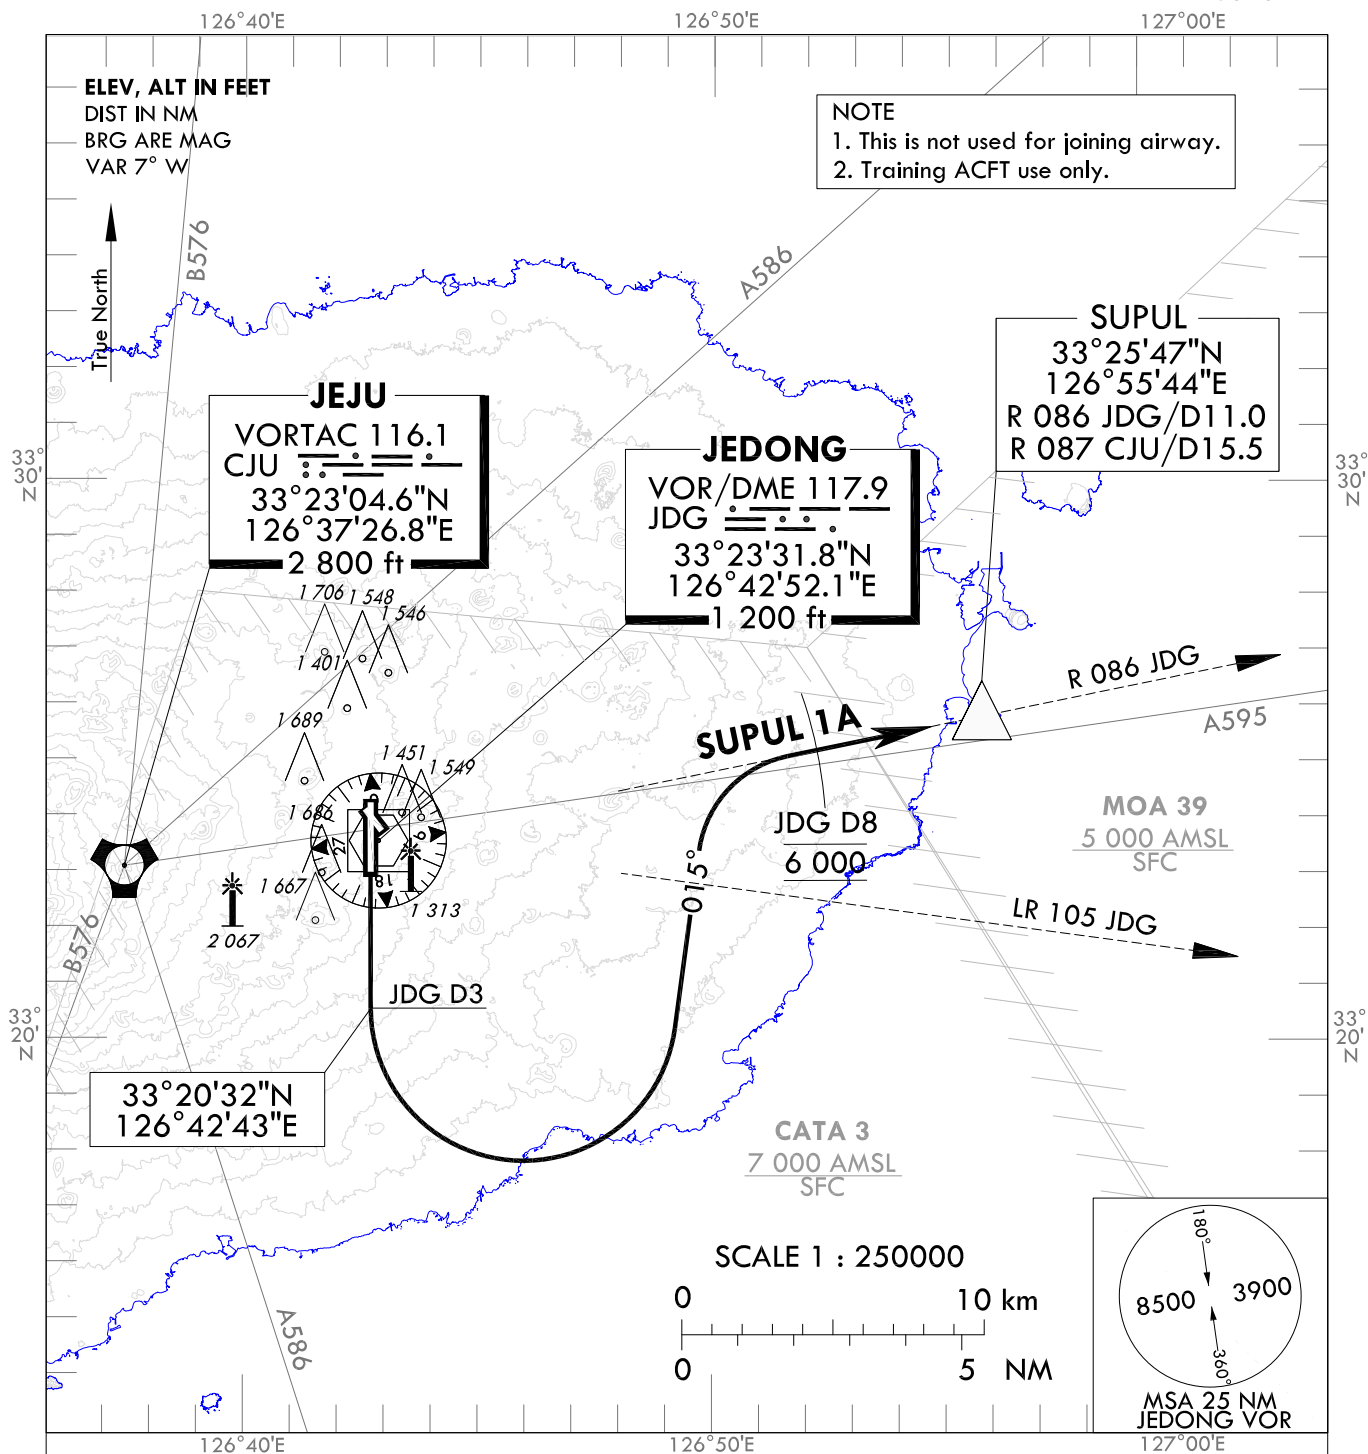 126°40'E
126°50'E
127°00'E
ELEV, ALT IN FEET
DIST IN NM
BRG ARE MAG
VAR 7° W
NOTE
1. This is not used for joining airway.
2. Training ACFT use only.
True North
B576
A586
SUPUL
33°25'47"N
126°55'44"E
R 086 JDG/D11.0
R 087 CJU/D15.5
JEJU
VORTAC 116.1
CJU
33°23'04.6"N
126°37'26.8"E
2 800 ft
JEDONG
VOR/DME 117.9
JDG
33°23'31.8"N
126°42'52.1"E
1 200 ft
33°
30'
N
33°
30'
N
1 706
1 548
1 546
1 401
1 689
1 451
1 549
1 686
1 667
1 313
2 067
27
9
18
R 086 JDG
A595
SUPUL 1A
JDG D8
6 000
MOA 39
5 000 AMSL
SFC
015°
LR 105 JDG
B576
JDG D3
33°
20'
N
33°
20'
N
33°20'32"N
126°42'43"E
CATA 3
7 000 AMSL
SFC
A586
SCALE 1 : 250000
0
10 km
0
5 NM
180°
8500
3900
360°
MSA 25 NM
JEDONG VOR
126°40'E
126°50'E
127°00'E